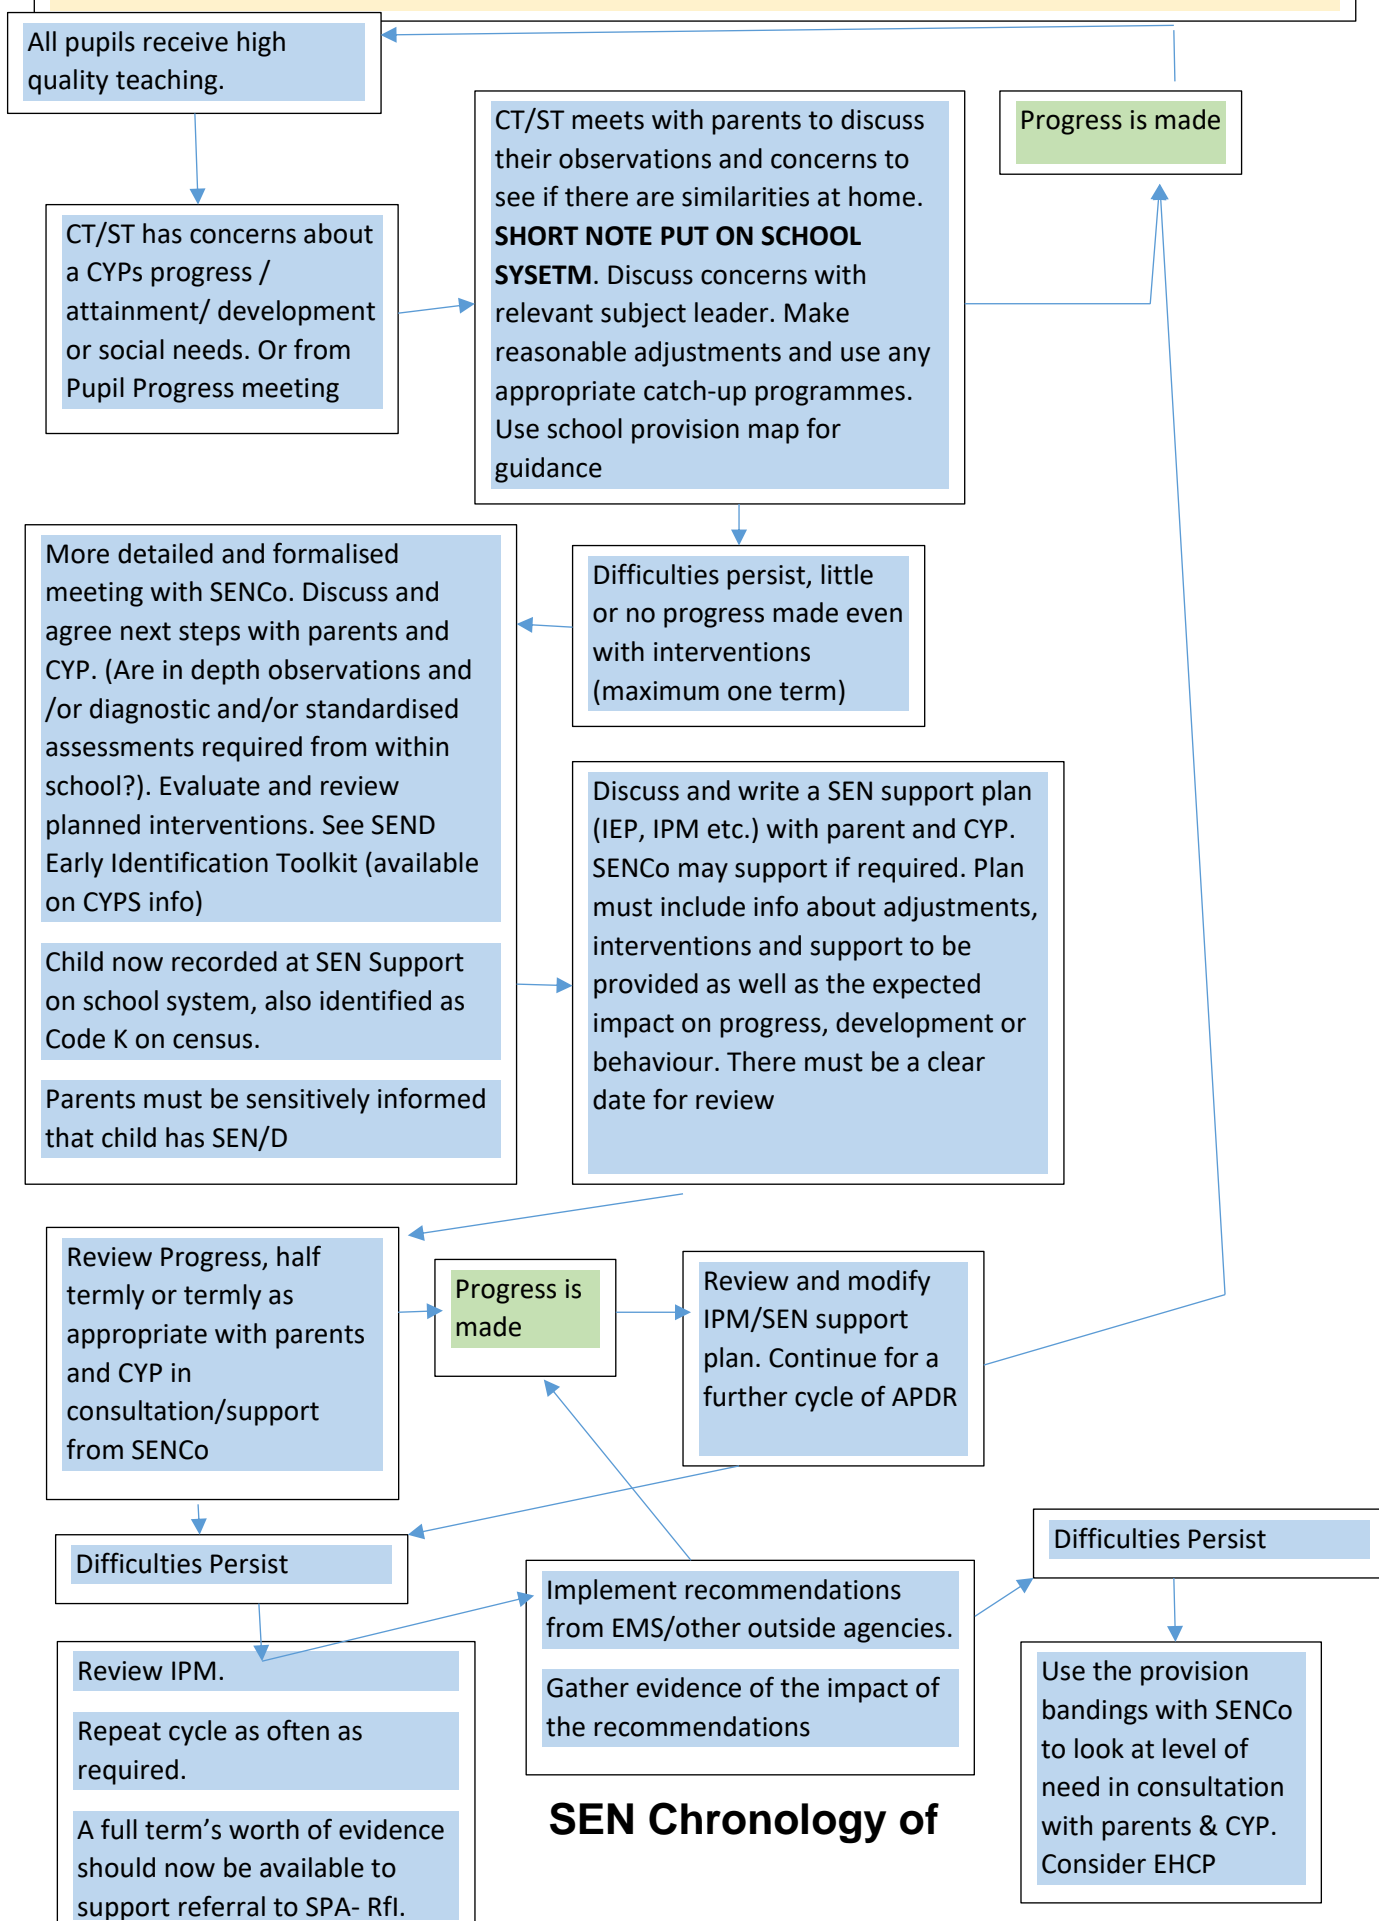 All pupils receive high
quality teaching.
CT/ST meets with parents to discuss
their observations and concerns to
see if there are similarities at home.
SHORT NOTE PUT ON SCHOOL
SYSETM. Discuss concerns with
relevant subject leader. Make
reasonable adjustments and use any
appropriate catch-up programmes.
Use school provision map for
guidance
Progress is made
CT/ST has concerns about
a CYPs progress /
attainment/ development
or social needs. Or from
Pupil Progress meeting
More detailed and formalised
meeting with SENCo. Discuss and
agree next steps with parents and
CYP. (Are in depth observations and
/or diagnostic and/or standardised
assessments required from within
school?). Evaluate and review
planned interventions. See SEND
Early Identification Toolkit (available
on CYPS info)
Child now recorded at SEN Support
on school system, also identified as
Code K on census.
Parents must be sensitively informed
that child has SEN/D
Difficulties persist, little
or no progress made even
with interventions
(maximum one term)
Discuss and write a SEN support plan
(IEP, IPM etc.) with parent and CYP.
SENCo may support if required. Plan
must include info about adjustments,
interventions and support to be
provided as well as the expected
impact on progress, development or
behaviour. There must be a clear
date for review
Review Progress, half
termly or termly as
appropriate with parents
and CYP in
consultation/support
from SENCo
Progress is
made
Review and modify
IPM/SEN support
plan. Continue for a
further cycle of APDR
Difficulties Persist
Implement recommendations
from EMS/other outside agencies.
Gather evidence of the impact of
the recommendations
Difficulties Persist
Review IPM.
Repeat cycle as often as
required.
A full term's worth of evidence
should now be available to
support referral to SPA- RfI.
Use the provision
bandings with SENCo
to look at level of
need in consultation
with parents & CYP.
Consider EHCP
SEN Chronology of